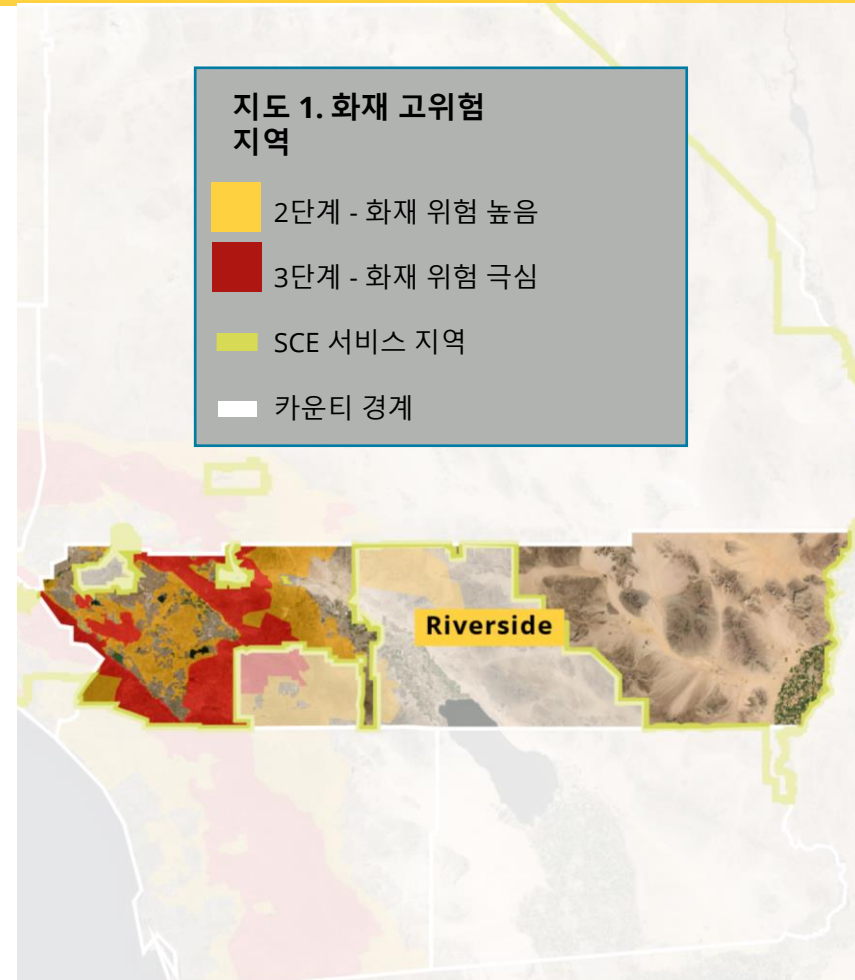 지도 1. 화재 고위험
지역
2단계 - 화재 위험 높음
3단계 - 화재 위험 극심
SCE 서비스 지역
카운티 경계
Riverside